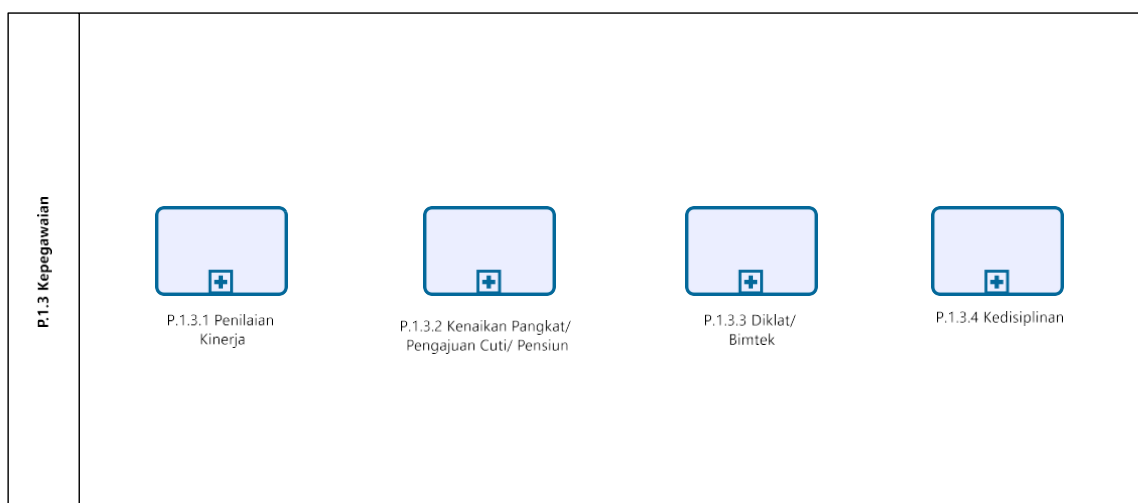 P.1.3 Kepegawaian
P.1.3.1 Penilaian
Kinerja
P.1.3.2 Kenaikan Pangkat/
Pengajuan Cuti/ Pensiun
P.1.3.3 Diklat/
Bimtek
P.1.3.4 Kedisiplinan